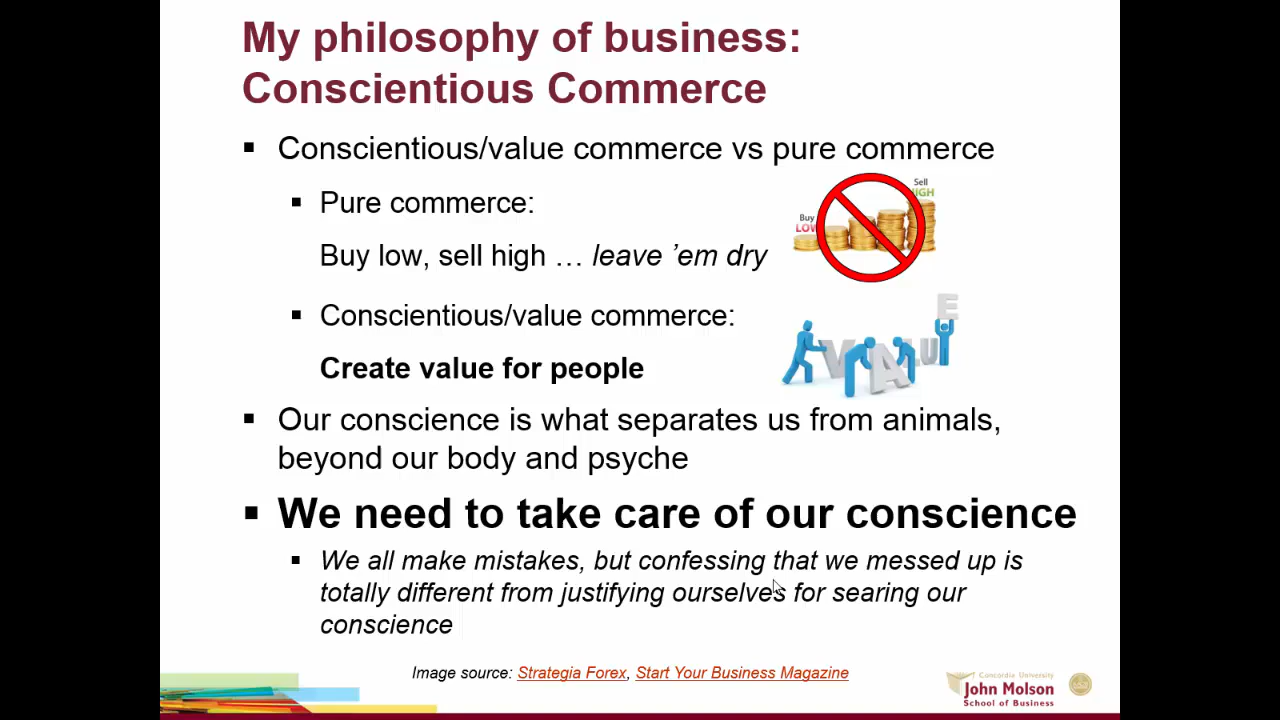 My philosophy of business:
Conscientious Commerce
▪ Conscientious/value commerce vs pure commerce
▪ Pure commerce:
Buy low, sell high … leave ’em dry
Buy
LOW
Sell
HIGH
▪ Conscientious/value commerce:
Create value for people
VALUE
▪ Our conscience is what separates us from animals,
beyond our body and psyche
▪ We need to take care of our conscience
▪ We all make mistakes, but confessing that we messed up is
totally different from justifying ourselves for searing our
conscience
Image source: Strategia Forex, Start Your Business Magazine
Concordia University
John Molson
School of Business